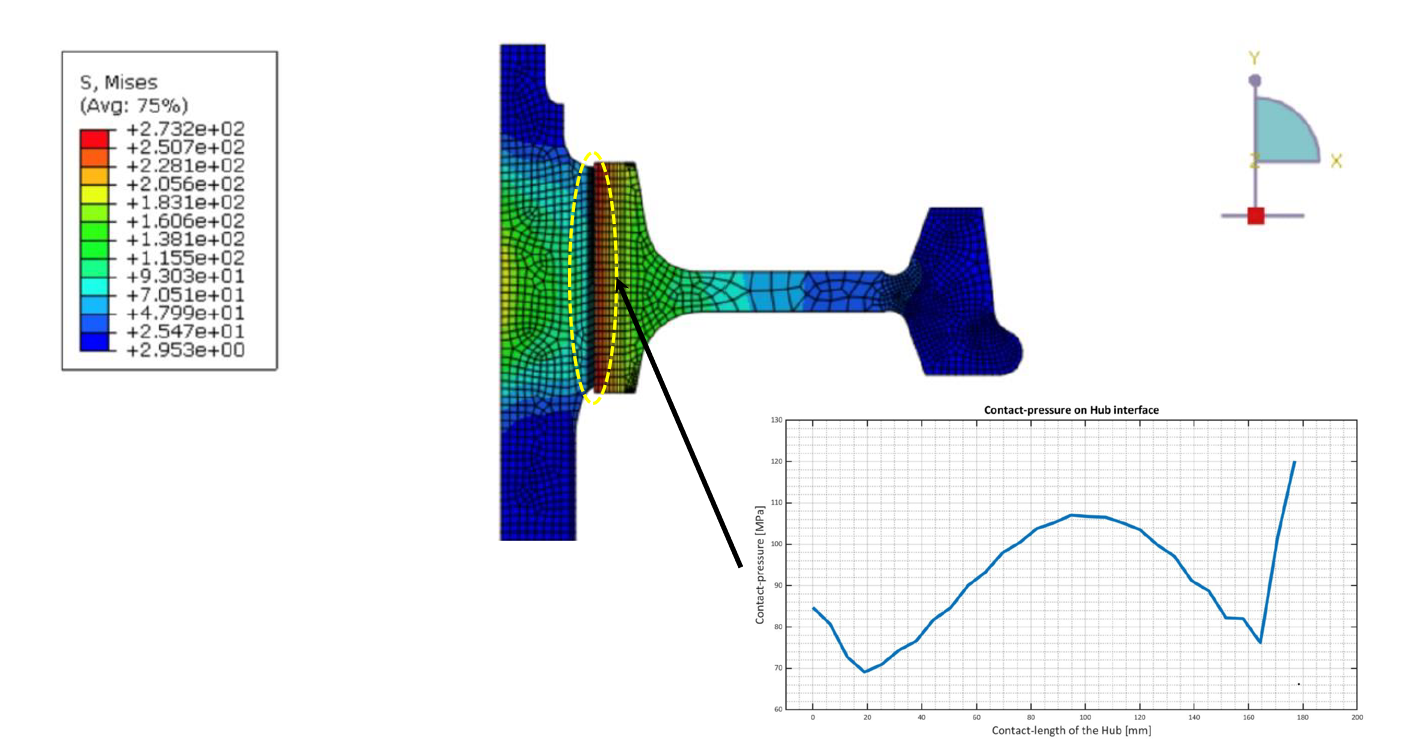 S, Mises
(Avg: 75%)
+2.732e+02
+2.507e+02
+2.281e+02
+2.056e+02
+1.831e+02
+1.606e+02
+1.381e+02
+1.155e+02
+9.303e+01
+7.051e+01
+4.799e+01
+2.547e+01
+2.953e+00
Y
Z
X
Contact-pressure on Hub interface
Contact-pressure [MPa]
130
120
110
100
90
80
70
60
0 20 40 60 80 100 120 140 160 180 200
Contact-length of the Hub [mm]